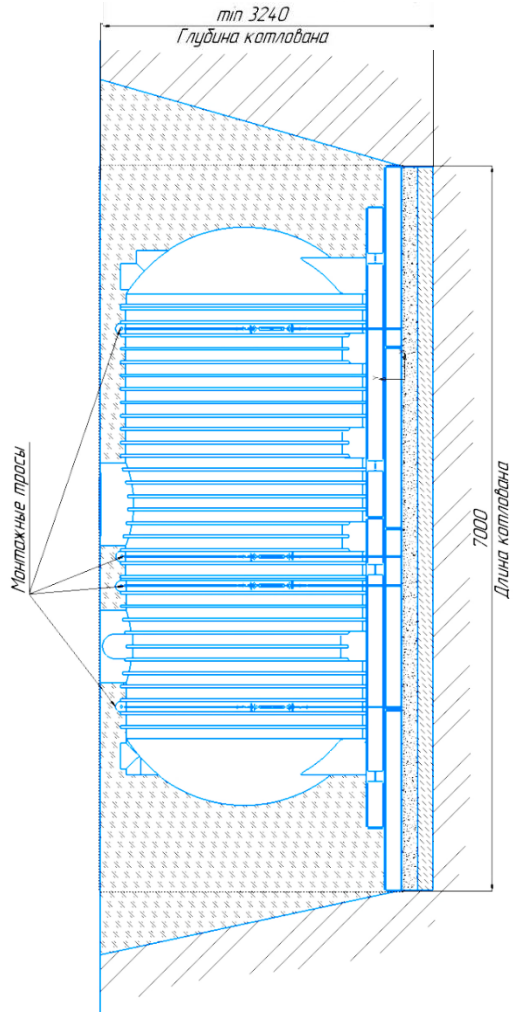 min 3240
Глубина котлована
Монтажные тросы
7000
Длина котлована